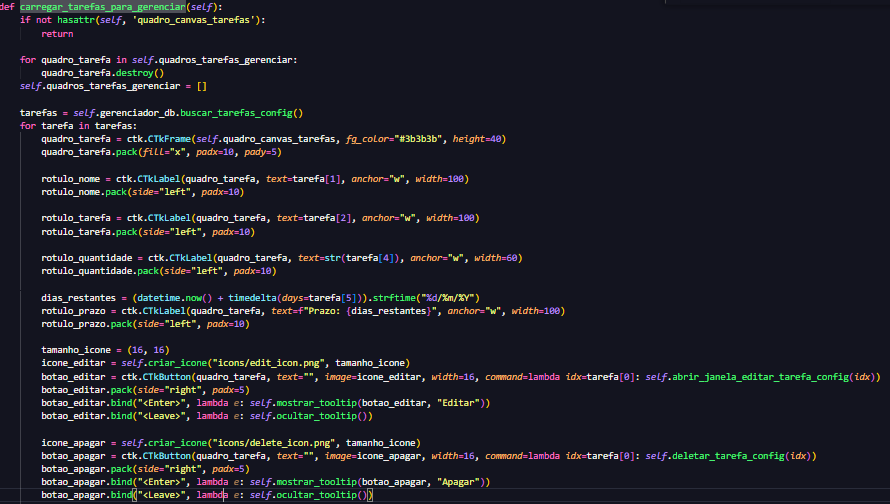 def carregar_tarefas_para_gerenciar(self):
    if not hasattr(self, 'quadro_canvas_tarefas'):
        return

    for quadro_tarefa in self.quadros_tarefas_gerenciar:
        quadro_tarefa.destroy()
    self.quadros_tarefas_gerenciar = []

    tarefas = self.gerenciador_db.buscar_tarefas_config()
    for tarefa in tarefas:
        quadro_tarefa = ctk.CTkFrame(self.quadro_canvas_tarefas, fg_color="#3b3b3b", height=40)
        quadro_tarefa.pack(fill="x", padx=10, pady=5)

        rotulo_nome = ctk.CTkLabel(quadro_tarefa, text=tarefa[1], anchor="w", width=100)
        rotulo_nome.pack(side="left", padx=10)

        rotulo_tarefa = ctk.CTkLabel(quadro_tarefa, text=tarefa[2], anchor="w", width=100)
        rotulo_tarefa.pack(side="left", padx=10)

        rotulo_quantidade = ctk.CTkLabel(quadro_tarefa, text=str(tarefa[4]), anchor="w", width=60)
        rotulo_quantidade.pack(side="left", padx=10)

        dias_restantes = (datetime.now() + timedelta(days=tarefa[5])).strftime("%d/%m/%Y")
        rotulo_prazo = ctk.CTkLabel(quadro_tarefa, text=f"Prazo: {dias_restantes}", anchor="w", width=100)
        rotulo_prazo.pack(side="left", padx=10)

        tamanho_icone = (16, 16)
        icone_editar = self.criar_icone("icons/edit_icon.png", tamanho_icone)
        botao_editar = ctk.CTkButton(quadro_tarefa, text="", image=icone_editar, width=16, command=lambda idx=tarefa[0]: self.abrir_janela_editar_tarefa_config(idx))
        botao_editar.pack(side="right", padx=5)
        botao_editar.bind("<Enter>", lambda e: self.mostrar_tooltip(botao_editar, "Editar"))
        botao_editar.bind("<Leave>", lambda e: self.ocultar_tooltip())

        icone_apagar = self.criar_icone("icons/delete_icon.png", tamanho_icone)
        botao_apagar = ctk.CTkButton(quadro_tarefa, text="", image=icone_apagar, width=16, command=lambda idx=tarefa[0]: self.deletar_tarefa_config(idx))
        botao_apagar.pack(side="right", padx=5)
        botao_apagar.bind("<Enter>", lambda e: self.mostrar_tooltip(botao_apagar, "Apagar"))
        botao_apagar.bind("<Leave>", lambda e: self.ocultar_tooltip())